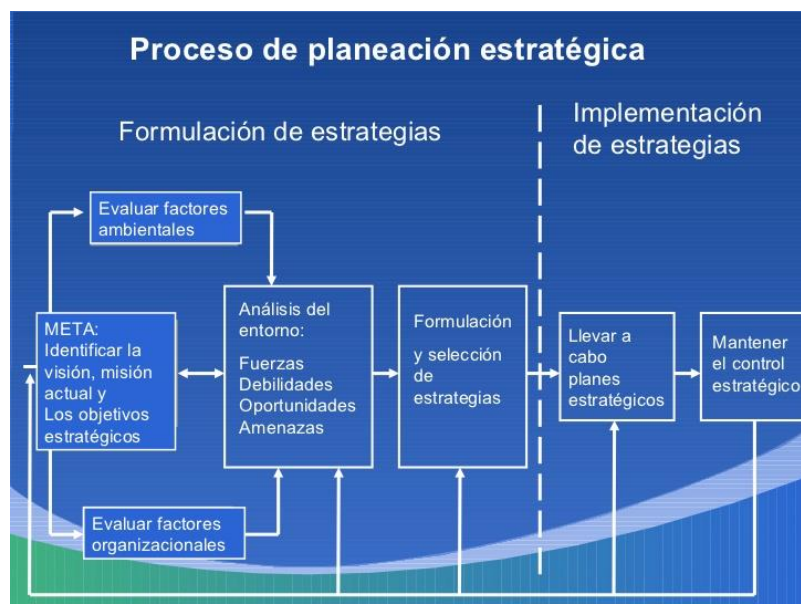 Proceso de planeación estratégica
Formulación de estrategias
Implementación
de estrategias
Evaluar factores
ambientales
META:
Identificar la
visión, misión
actual y
Los objetivos
estratégicos
Análisis del
entorno:
Fuerzas
Debilidades
Oportunidades
Amenazas
Formulación
y selección
de
estrategias
Llevar a
cabo
planes
estratégicos
Mantener
el control
estratégico
Evaluar factores
organizacionales